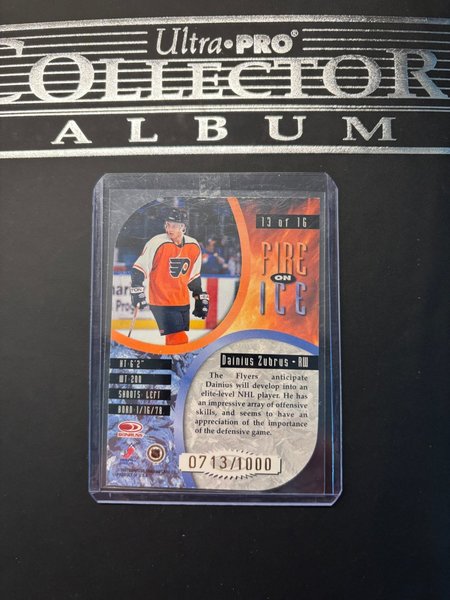 Ultra•PRO®
COLLECTOR
ALBUM
13 of 16
FIRE
ON
ICE
Dainius Zubrus • RW
HT 6'2"
WT 200
SHOOTS: LEFT
BORN 1/16/78
The Flyers anticipate
Dainius will develop into an
elite-level NHL player. He has
an impressive array of offensive
skills, and seems to have an
appreciation of the importance
of the defensive game.
0713/1000
DONRUSS